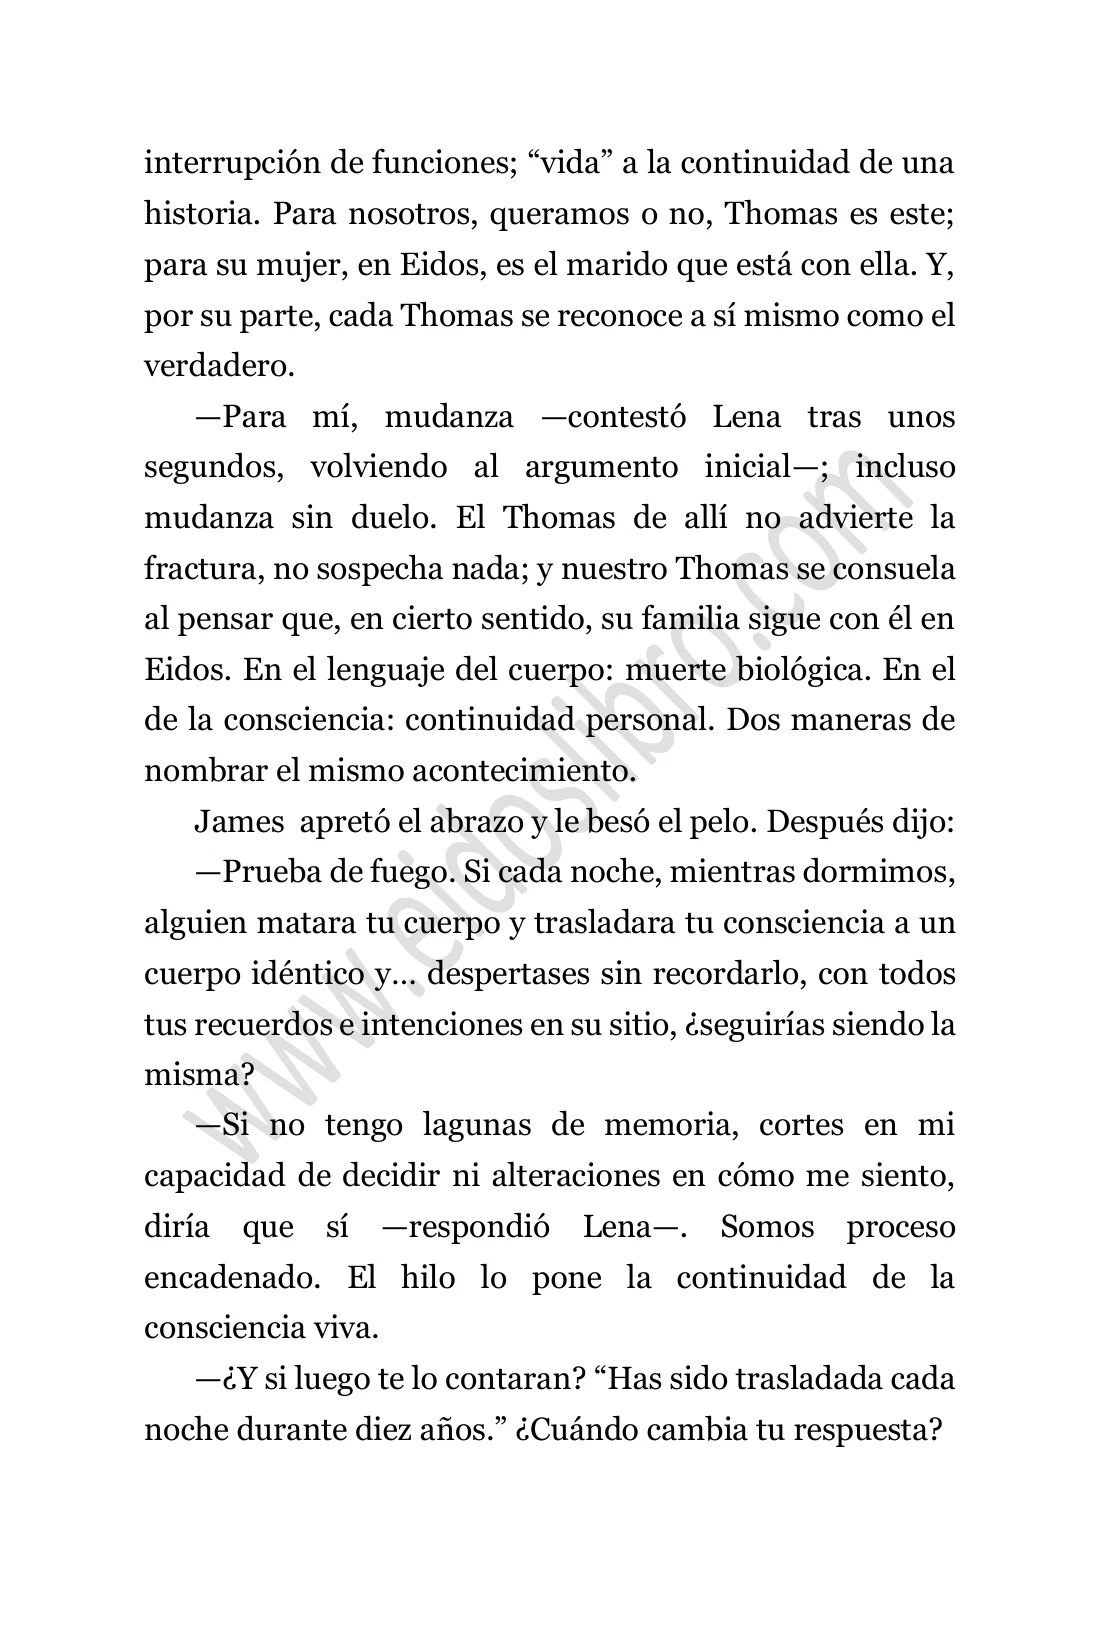 interrupción de funciones; “vida” a la continuidad de una
historia. Para nosotros, queramos o no, Thomas es este;
para su mujer, en Eidos, es el marido que está con ella. Y,
por su parte, cada Thomas se reconoce a sí mismo como el
verdadero.
—Para mí, mudanza —contestó Lena tras unos
segundos, volviendo al argumento inicial—; incluso
mudanza sin duelo. El Thomas de allí no advierte la
fractura, no sospecha nada; y nuestro Thomas se consuela
al pensar que, en cierto sentido, su familia sigue con él en
Eidos. En el lenguaje del cuerpo: muerte biológica. En el
de la consciencia: continuidad personal. Dos maneras de
nombrar el mismo acontecimiento.
James  apretó el abrazo y le besó el pelo. Después dijo:
—Prueba de fuego. Si cada noche, mientras dormimos,
alguien matara tu cuerpo y trasladara tu consciencia a un
cuerpo idéntico y… despertases sin recordarlo, con todos
tus recuerdos e intenciones en su sitio, ¿seguirías siendo la
misma?
—Si no tengo lagunas de memoria, cortes en mi
capacidad de decidir ni alteraciones en cómo me siento,
diría que sí —respondió Lena—. Somos proceso
encadenado. El hilo lo pone la continuidad de la
consciencia viva.
—¿Y si luego te lo contaran? “Has sido trasladada cada
noche durante diez años.” ¿Cuándo cambia tu respuesta?
www.eidoslibro.com